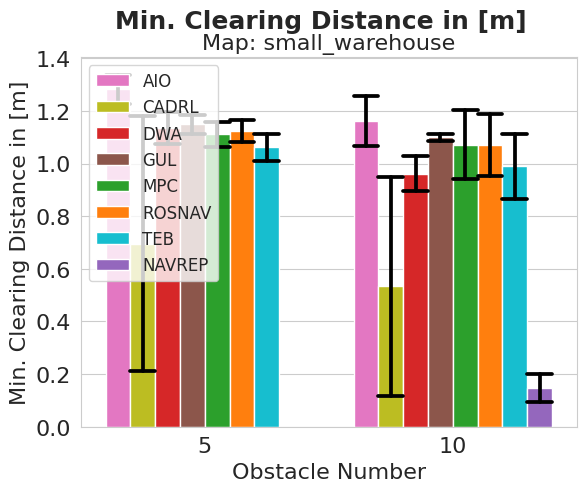 Min. Clearing Distance in [m]
Map: small_warehouse
Min. Clearing Distance in [m]
1.4
1.2
1.0
0.8
0.6
0.4
0.2
0.0
AIO
CADRL
DWA
GUL
MPC
ROSNAV
TEB
NAVREP
5
10
Obstacle Number